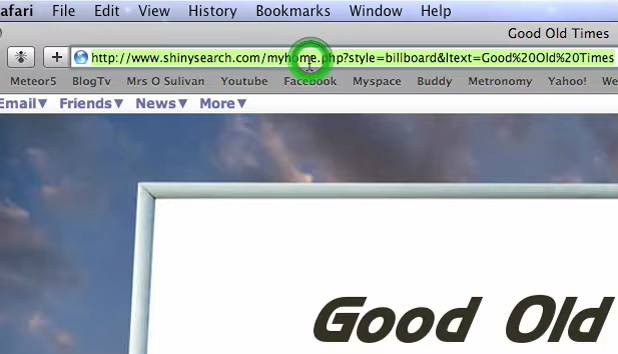 afari File Edit View History Bookmarks Window Help
Good Old Times
http://www.shinysearch.com/myhome.php?style=billboard&ltext=Good%20Old%20Times
Meteor5 BlogTv Mrs O Sulivan Youtube Facebook Myspace Buddy Metronomy Yahoo! We
Email▼ Friends▼ News▼ More▼
Good Old